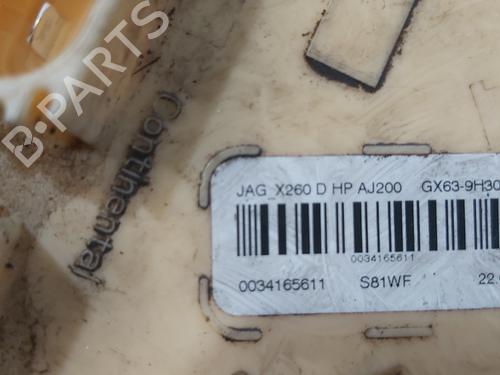 B-PARTS
Continental
JAG_X260 D HP AJ200 GX63-9H30
0034165611
0034165611 S81WF 22.